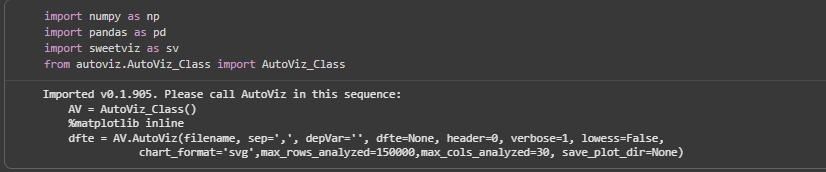 import numpy as np
import pandas as pd
import sweetviz as sv
from autoviz.AutoViz_Class import AutoViz_Class
Imported v0.1.905. Please call AutoViz in this sequence:
    AV = AutoViz_Class()
    %matplotlib inline
    dfte = AV.AutoViz(filename, sep=',', depVar='', dfte=None, header=0, verbose=1, lowess=False,
               chart_format='svg',max_rows_analyzed=150000,max_cols_analyzed=30, save_plot_dir=None)